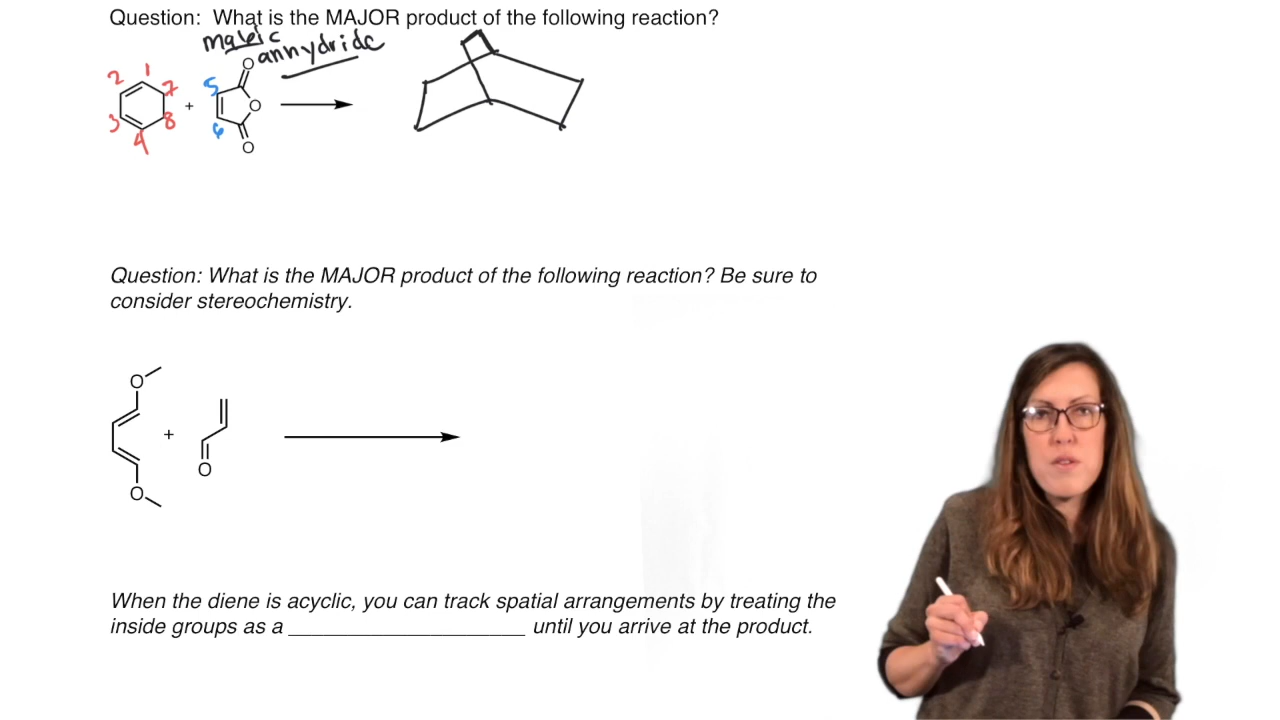 Question: What is the MAJOR product of the following reaction?
maleic
anhydride
O
2 1 7 3 8 4
+
5 6
O
O
Question: What is the MAJOR product of the following reaction? Be sure to
consider stereochemistry.
O
+
O
O
When the diene is acyclic, you can track spatial arrangements by treating the
inside groups as a ______________________ until you arrive at the product.